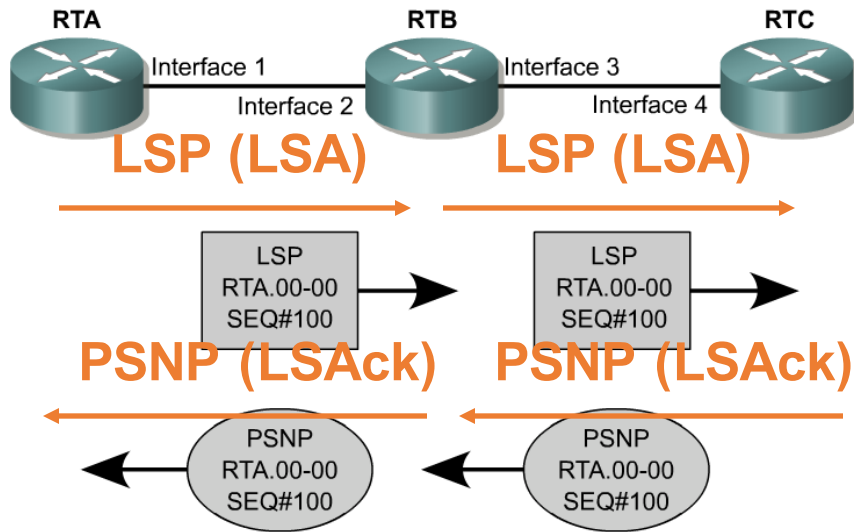 RTA
RTB
RTC
Interface 1
Interface 3
Interface 2
Interface 4
LSP (LSA)
LSP (LSA)
LSP
RTA.00-00
SEQ#100
LSP
RTA.00-00
SEQ#100
PSNP (LSAck)
PSNP (LSAck)
PSNP
RTA.00-00
SEQ#100
PSNP
RTA.00-00
SEQ#100